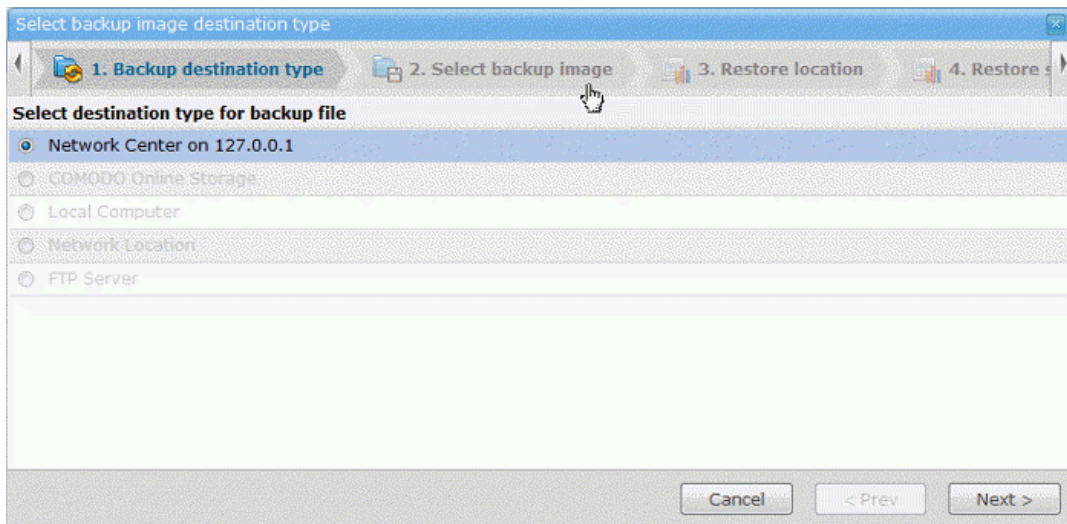 Select backup image destination type
1. Backup destination type 2. Select backup image 3. Restore location 4. Restore s
Select destination type for backup file
Network Center on 127.0.0.1
COMODO Online Storage
Local Computer
Network Location
FTP Server
Cancel < Prev Next >